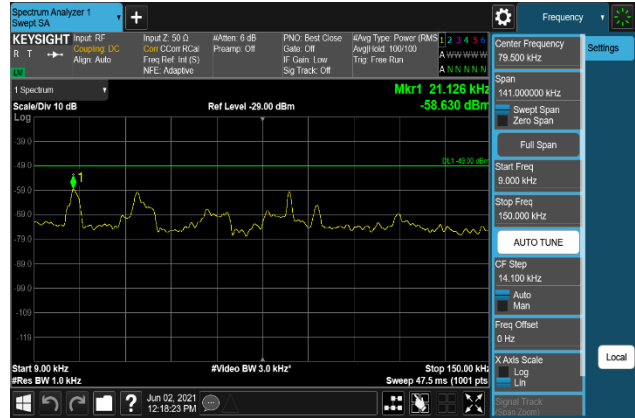 Spectrum Analyzer 1
Swept SA
Frequency
KEYSIGHT
R T
LXI
Input: RF
Coupling: DC
Align: Auto
Input Z: 50 Ω
Corr CCorr RCal
Freq Ref: Int (S)
NFE: Adaptive
#Atten: 6 dB
Preamp: Off
PNO: Best Close
Gate: Off
IF Gain: Low
Sig Track: Off
#Avg Type: Power (RMS
Avg|Hold: 100/100
Trig: Free Run
1 2 3 4 5 6
A W W W W W
A N N N N N
1 Spectrum
Scale/Div 10 dB
Log
Ref Level -29.00 dBm
Mkr1 21.126 kHz
-58.630 dBm
-39.0
-49.0
-59.0
-69.0
-79.0
-89.0
-99.0
-109
-119
DL1 -49.00 dBm
1
Start 9.00 kHz
#Res BW 1.0 kHz
#Video BW 3.0 kHz*
Stop 150.00 kHz
Sweep 47.5 ms (1001 pts
Jun 02, 2021
12:18:23 PM
?
Center Frequency
79.500 kHz
Settings
Span
141.000000 kHz
Swept Span
Zero Span
Full Span
Start Freq
9.000 kHz
Stop Freq
150.000 kHz
AUTO TUNE
CF Step
14.100 kHz
Auto
Man
Freq Offset
0 Hz
X Axis Scale
Log
Lin
Local
Signal Track
(Span Zoom)